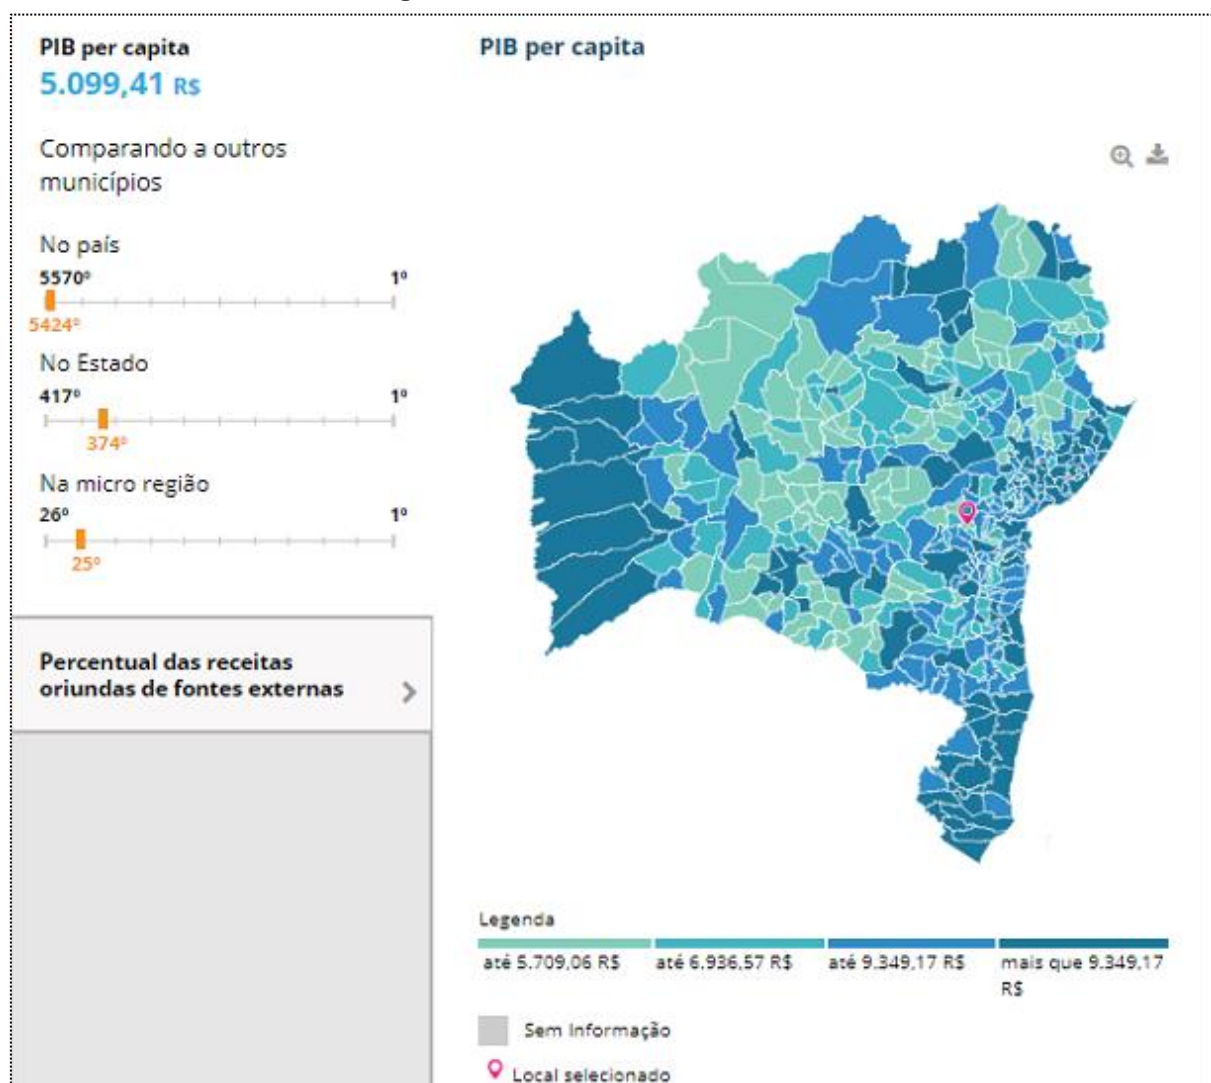 PIB per capita
5.099,41 R$
Comparando a outros
municípios
No país
5570º 1º
5424º
No Estado
417º 1º
374º
Na micro região
26º 1º
25º
Percentual das receitas
oriundas de fontes externas
PIB per capita
Legenda
até 5.709,06 R$ até 6.936,57 R$ até 9.349,17 R$ mais que 9.349,17
R$
Sem Informação
Local selecionado